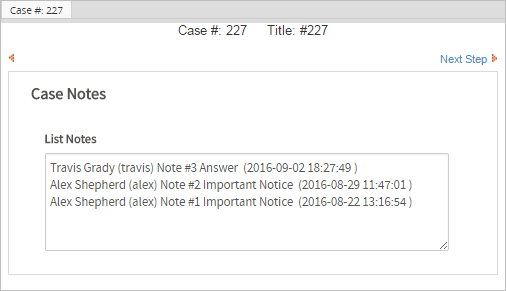 Case #: 227
Case #: 227 Title: #227
Next Step
Case Notes
List Notes
Travis Grady (travis) Note #3 Answer (2016-09-02 18:27:49 )
Alex Shepherd (alex) Note #2 Important Notice (2016-08-29 11:47:01 )
Alex Shepherd (alex) Note #1 Important Notice (2016-08-22 13:16:54 )